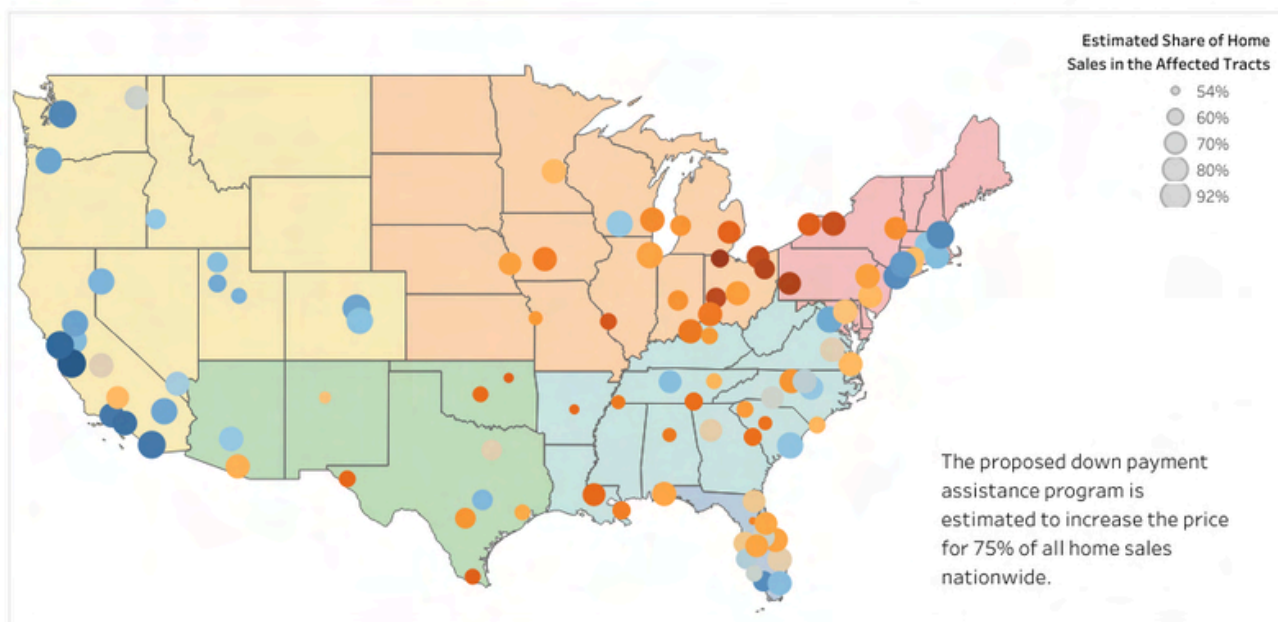 Estimated Share of Home
Sales in the Affected Tracts
54%
60%
70%
80%
92%
The proposed down payment
assistance program is
estimated to increase the price
for 75% of all home sales
nationwide.